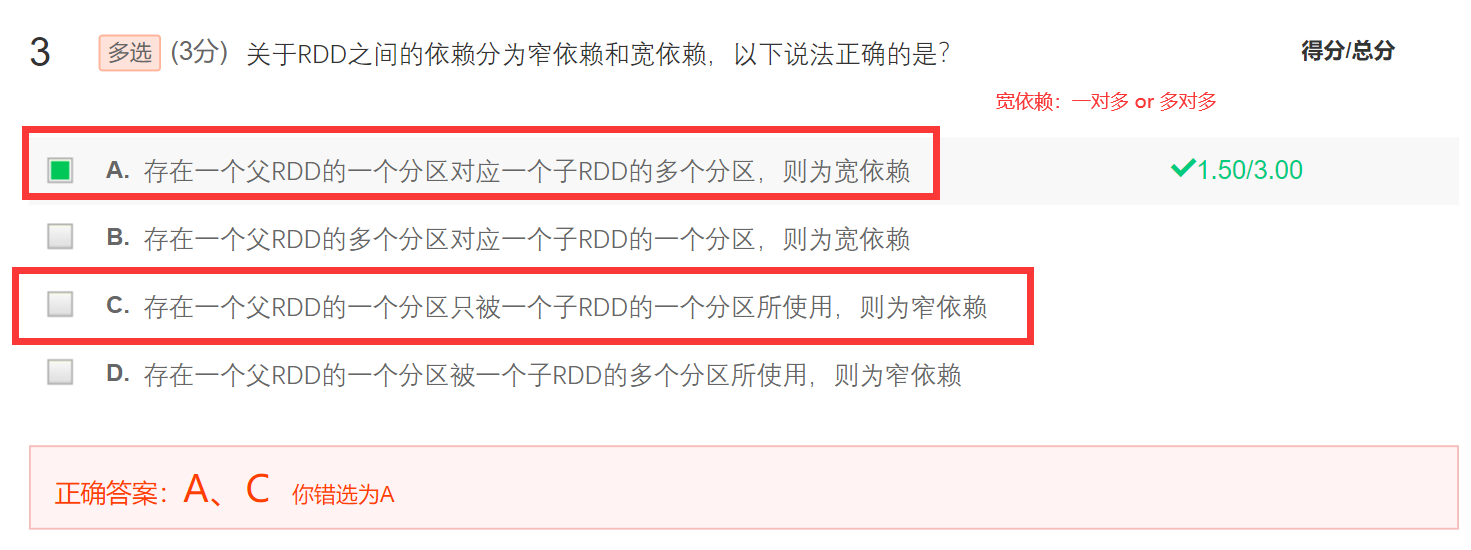 3 多选 (3分) 关于RDD之间的依赖分为窄依赖和宽依赖，以下说法正确的是？ 得分/总分
宽依赖：一对多 or 多对多
A. 存在一个父RDD的一个分区对应一个子RDD的多个分区，则为宽依赖 1.50/3.00
B. 存在一个父RDD的多个分区对应一个子RDD的一个分区，则为宽依赖
C. 存在一个父RDD的一个分区只被一个子RDD的一个分区所使用，则为窄依赖
D. 存在一个父RDD的一个分区被一个子RDD的多个分区所使用，则为窄依赖
正确答案：A、C 你错选为A